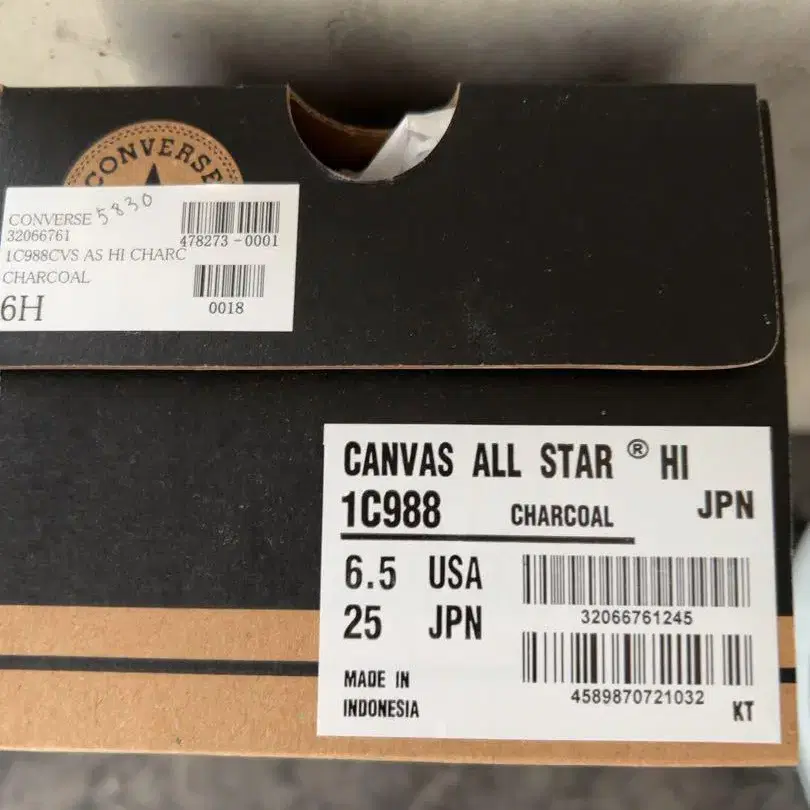 CONVERSE
CONVERSE 5830
32066761
478273-0001
1C988CVS AS HI CHARC
CHARCOAL
6H
0018
CANVAS ALL STAR ® HI
1C988 CHARCOAL JPN
6.5 USA
32066761245
25 JPN
4589870721032
MADE IN
INDONESIA
KT